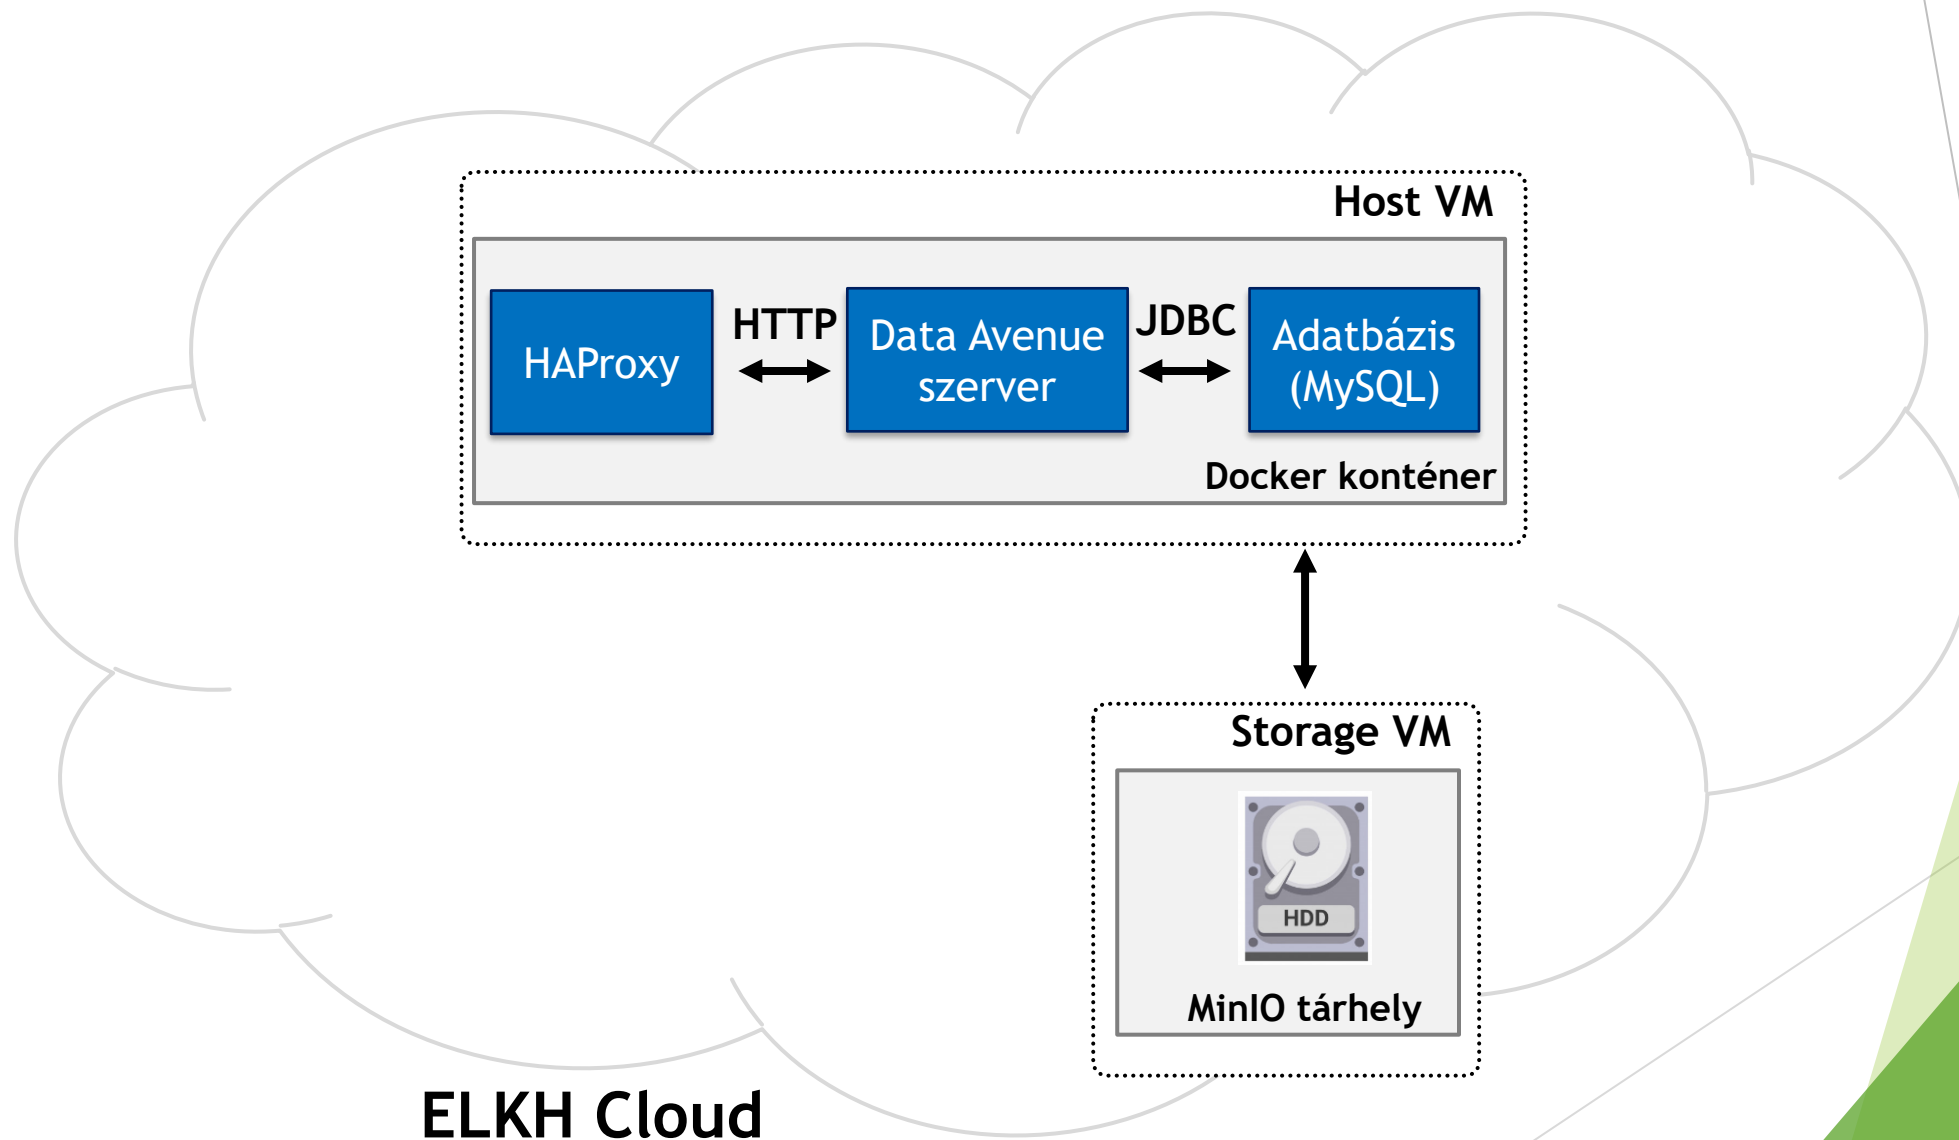 Host VM
HAProxy
HTTP
Data Avenue
szerver
JDBC
Adatbázis
(MySQL)
Docker konténer
Storage VM
HDD
MinIO tárhely
ELKH Cloud